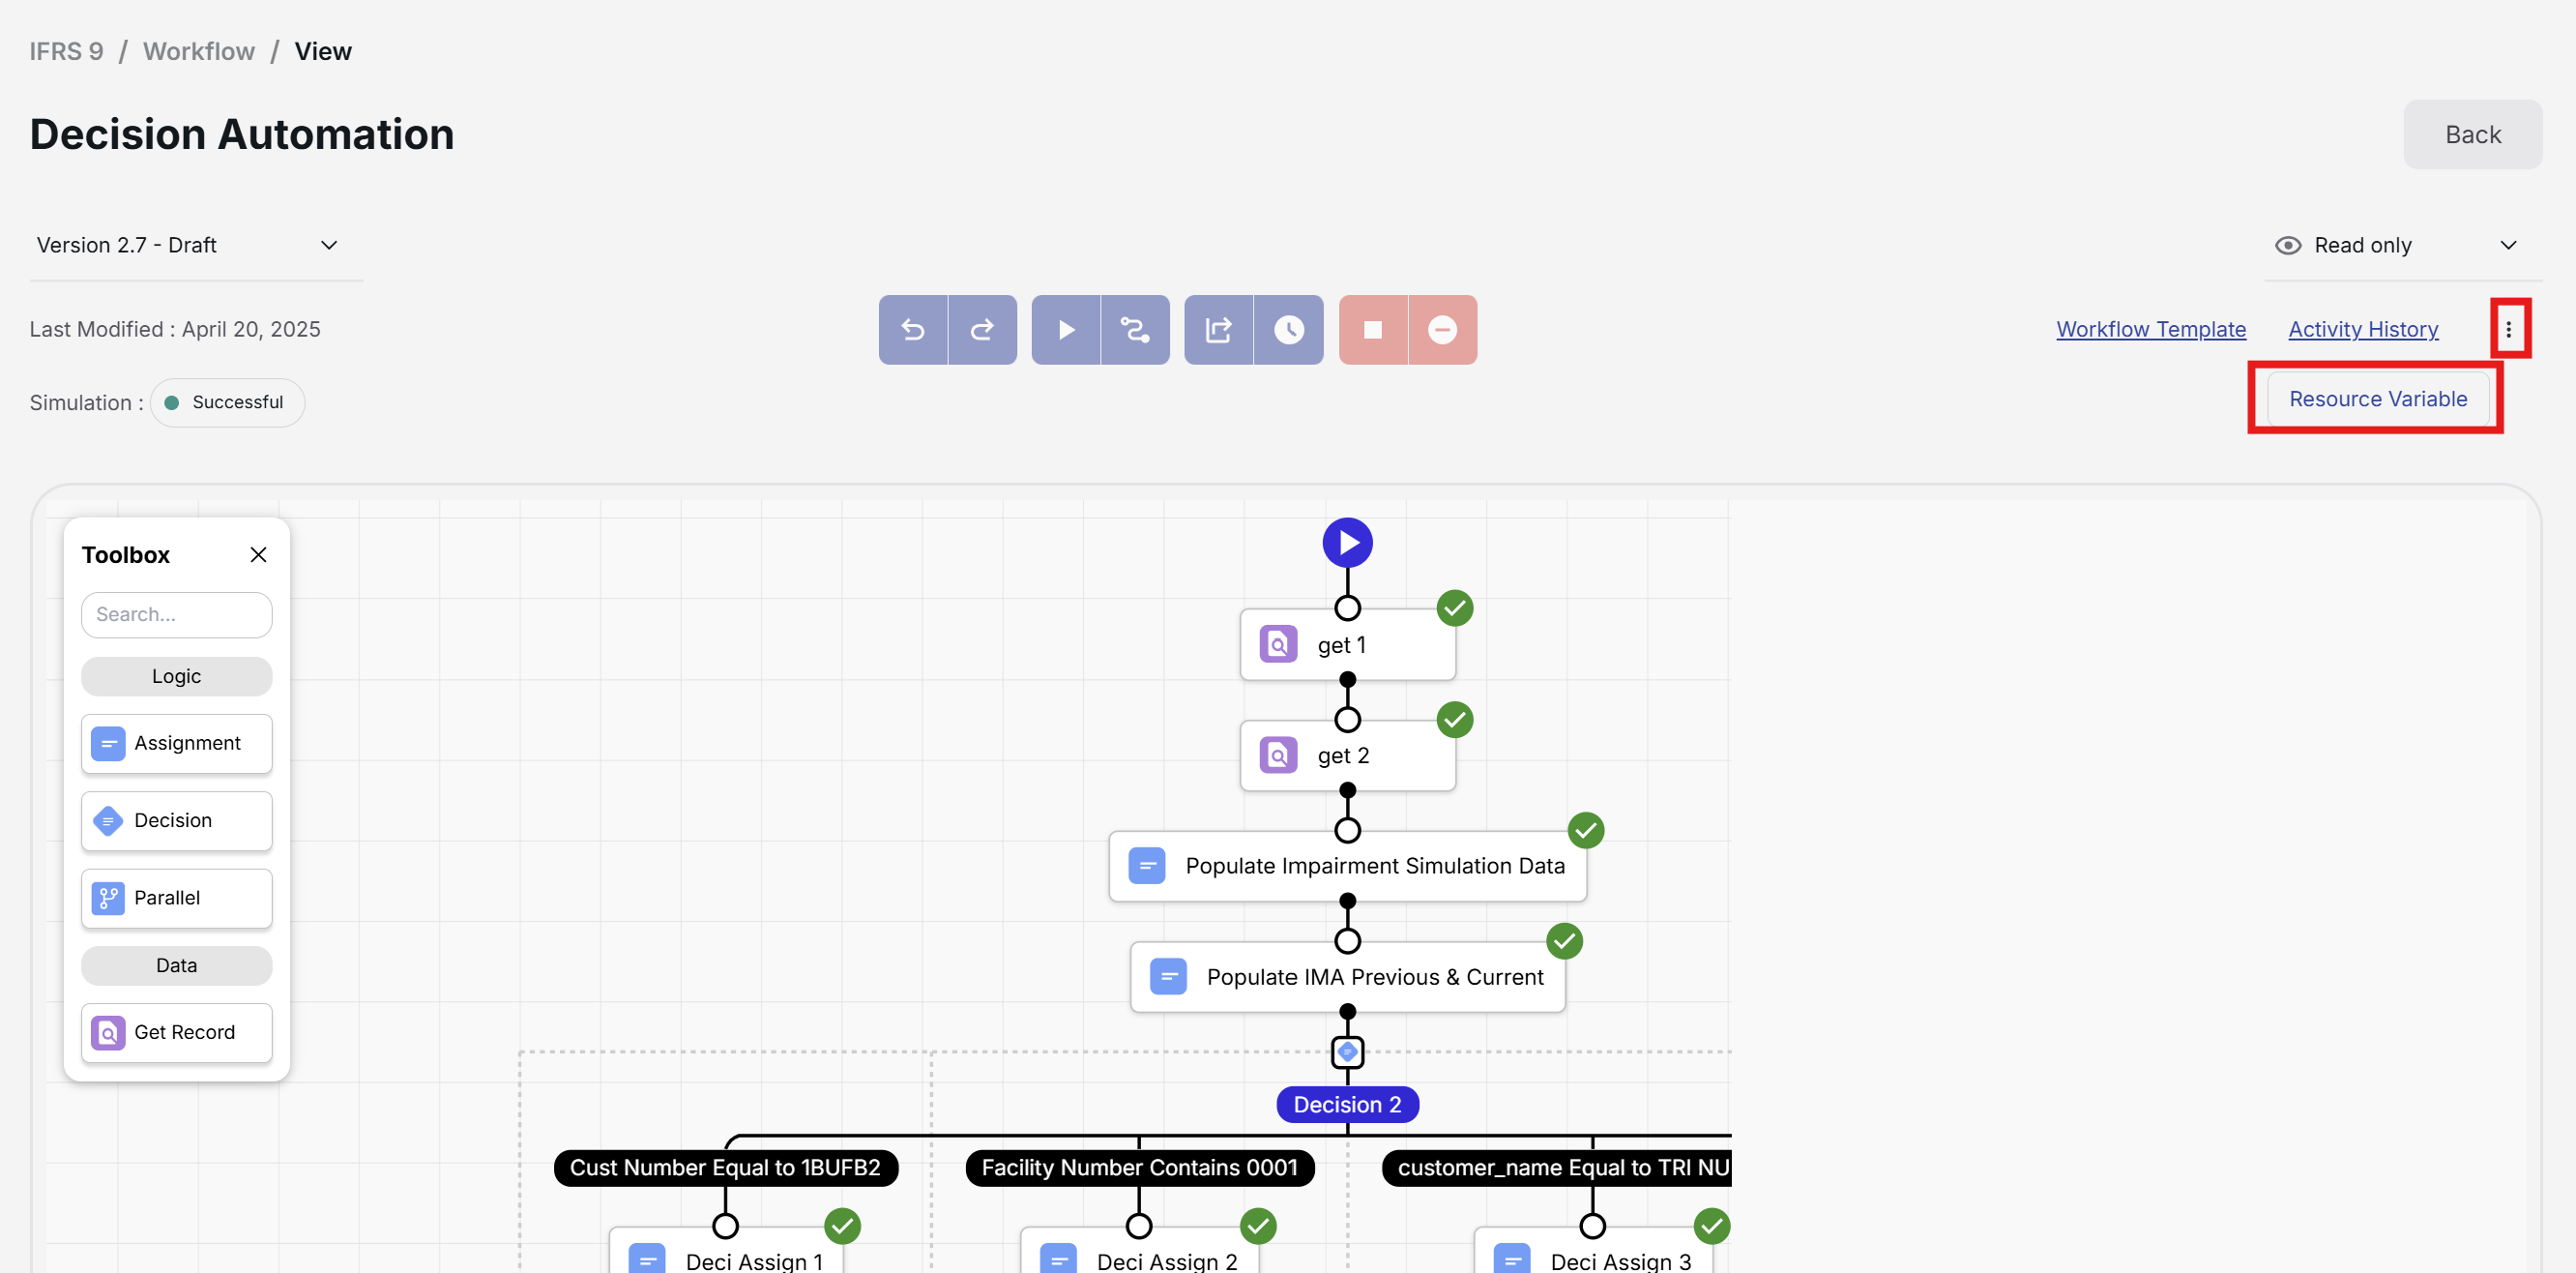 IFRS 9 / Workflow / View
Decision Automation
Back
Version 2.7 - Draft
Read only
Last Modified : April 20, 2025
Workflow Template
Activity History
Simulation :
Successful
Resource Variable
Toolbox
Search...
Logic
Assignment
Decision
Parallel
Data
Get Record
get 1
get 2
Populate Impairment Simulation Data
Populate IMA Previous & Current
Decision 2
Cust Number Equal to 1BUFB2
Facility Number Contains 0001
customer_name Equal to TRI NU
Deci Assign 1
Deci Assign 2
Deci Assign 3